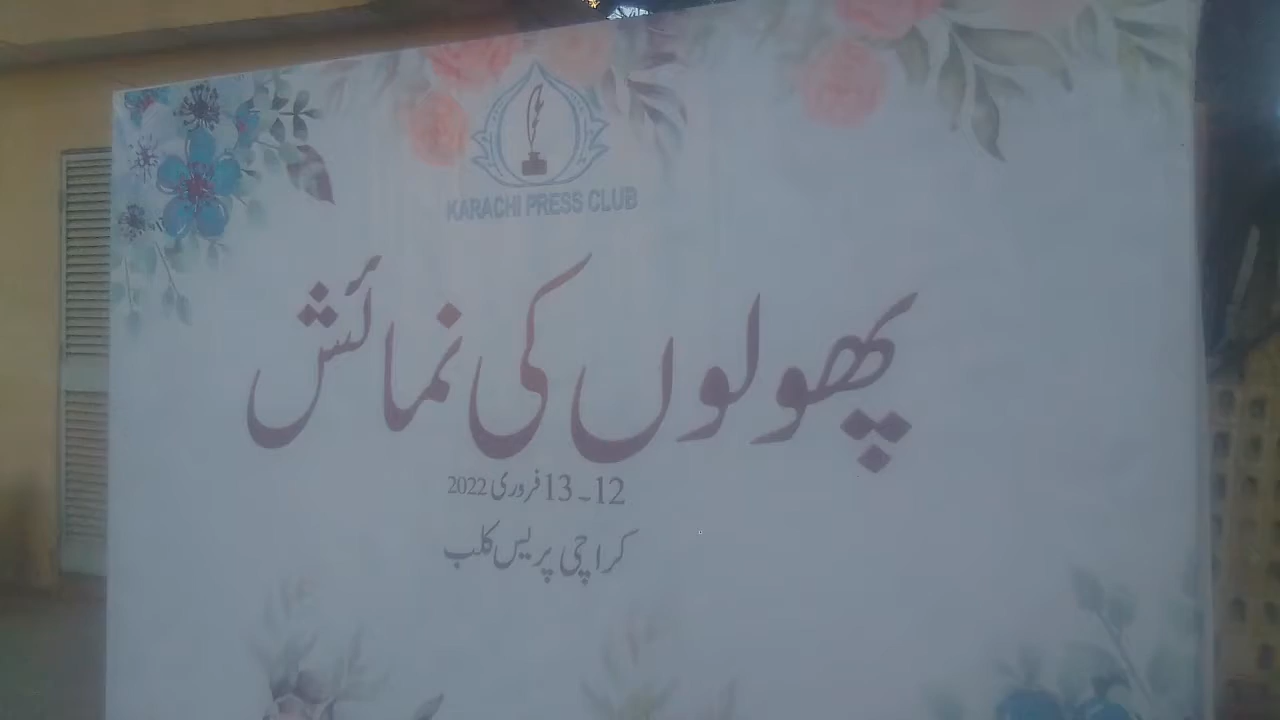 KARACHI PRESS CLUB
پھولوں کی نمائش
12۔13 فروری 2022
کراچی پریس کلب